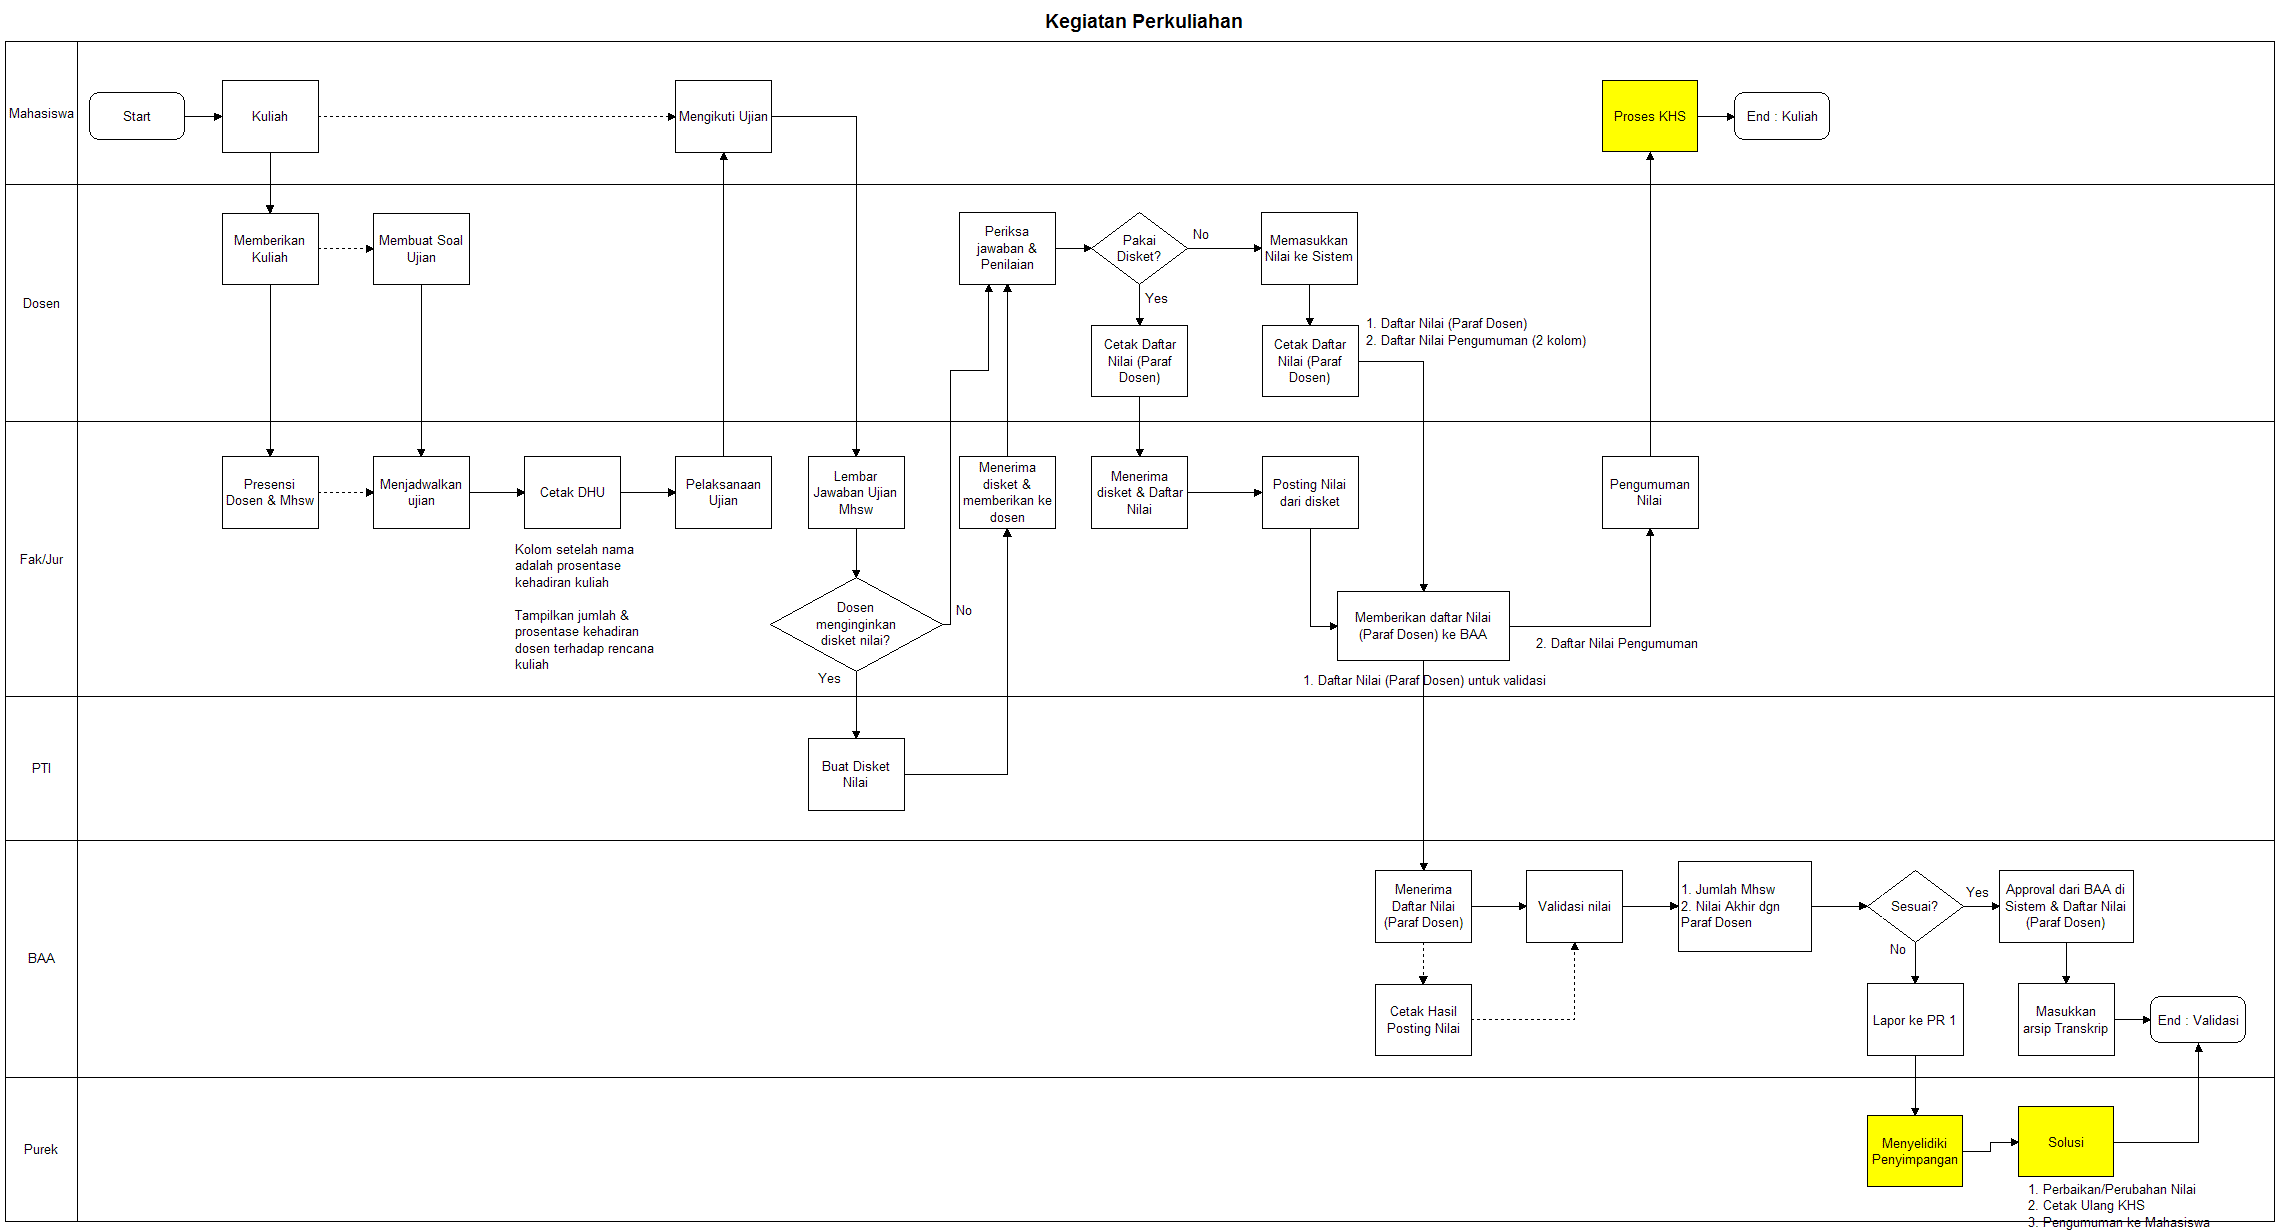 Kegiatan Perkuliahan
Mahasiswa
Start
Kuliah
Mengikuti Ujian
Proses KHS
End : Kuliah
Dosen
Memberikan
Kuliah
Membuat Soal
Ujian
Periksa
jawaban &
Penilaian
Pakai
Disket?
No
Yes
Memasukkan
Nilai ke Sistem
Cetak Daftar
Nilai (Paraf
Dosen)
Cetak Daftar
Nilai (Paraf
Dosen)
1. Daftar Nilai (Paraf Dosen)
2. Daftar Nilai Pengumuman (2 kolom)
Fak/Jur
Presensi
Dosen & Mhsw
Menjadwalkan
ujian
Cetak DHU
Kolom setelah nama
adalah prosentase
kehadiran kuliah
Tampilkan jumlah &
prosentase kehadiran
dosen terhadap rencana
kuliah
Pelaksanaan
Ujian
Lembar
Jawaban Ujian
Mhsw
Dosen
menginginkan
disket nilai?
No
Yes
Menerima
disket &
memberikan ke
dosen
Menerima
disket & Daftar
Nilai
Posting Nilai
dari disket
Memberikan daftar Nilai
(Paraf Dosen) ke BAA
Pengumuman
Nilai
2. Daftar Nilai Pengumuman
1. Daftar Nilai (Paraf Dosen) untuk validasi
PTI
Buat Disket
Nilai
BAA
Menerima
Daftar Nilai
(Paraf Dosen)
Validasi nilai
1. Jumlah Mhsw
2. Nilai Akhir dgn
Paraf Dosen
Sesuai?
Yes
No
Approval dari BAA di
Sistem & Daftar Nilai
(Paraf Dosen)
Cetak Hasil
Posting Nilai
Lapor ke PR 1
Masukkan
arsip Transkrip
End : Validasi
Purek
Menyelidiki
Penyimpangan
Solusi
1. Perbaikan/Perubahan Nilai
2. Cetak Ulang KHS
3. Pengumuman ke Mahasiswa